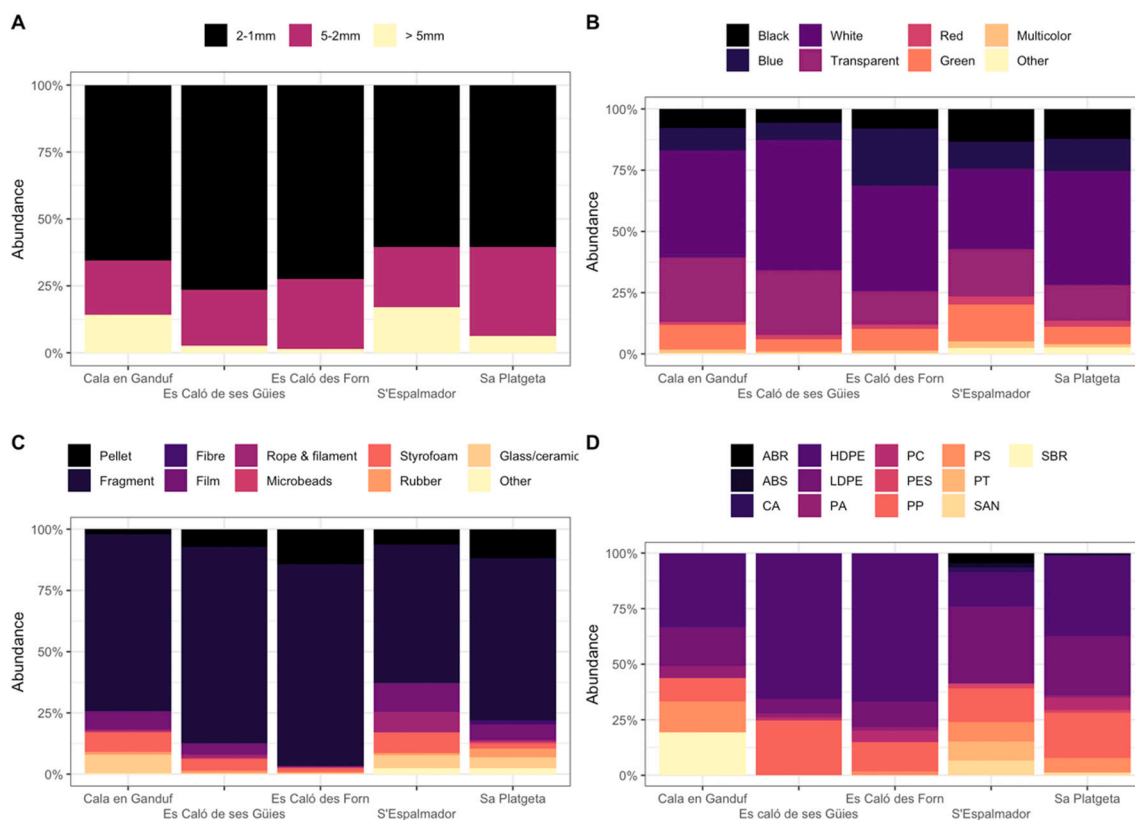 A
2-1mm 5-2mm > 5mm
100%
75%
50%
25%
0%
Abundance
Cala en Ganduf Es Caló des Forn Sa Platgeta
Es Caló de ses Güies S'Espalmador
B
Black White Red Multicolor
Blue Transparent Green Other
100%
75%
50%
25%
0%
Abundance
Cala en Ganduf Es Caló des Forn Sa Platgeta
Es Caló de ses Güies S'Espalmador
C
Pellet Fibre Rope & filament Styrofoam Glass/ceramic
Fragment Film Microbeads Rubber Other
100%
75%
50%
25%
0%
Abundance
Cala en Ganduf Es Caló des Forn Sa Platgeta
Es Caló de ses Güies S'Espalmador
D
ABR HDPE PC PS SBR
ABS LDPE PES PT
CA PA PP SAN
100%
75%
50%
25%
0%
Abundance
Cala en Ganduf Es Caló des Forn Sa Platgeta
Es Caló de ses Güies S'Espalmador